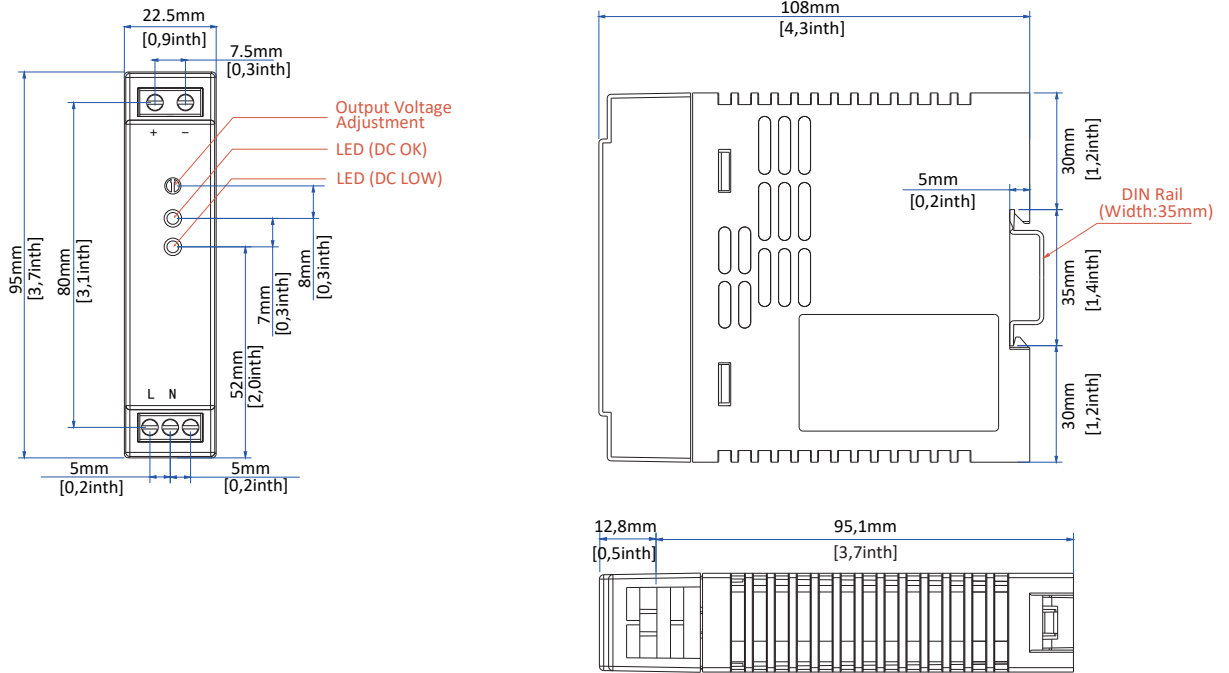 22.5mm
[0,9inth]
7.5mm
[0,3inth]
+ −
Output Voltage
Adjustment
LED (DC OK)
LED (DC LOW)
95mm
[3,7inth]
80mm
[3,1inth]
8mm
[0,3inth]
7mm
[0,3inth]
52mm
[2,0inth]
L N
5mm
[0,2inth]
5mm
[0,2inth]
108mm
[4,3inth]
30mm
[1,2inth]
5mm
[0,2inth]
DIN Rail
(Width:35mm)
35mm
[1,4inth]
30mm
[1,2inth]
12,8mm
[0,5inth]
95,1mm
[3,7inth]